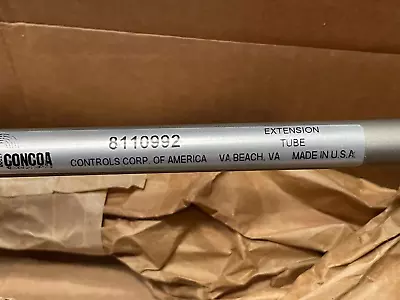 EXTENSION
8110992 TUBE
CONCOA CONTROLS CORP. OF AMERICA VA BEACH, VA MADE IN U.S.A.